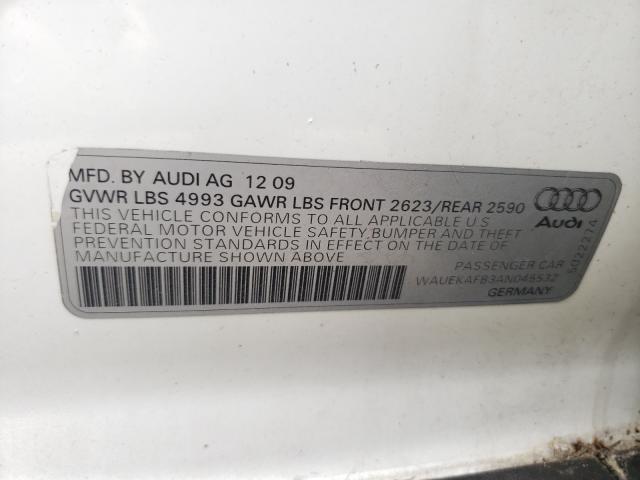 MFD. BY AUDI AG 12 09
GVWR LBS 4993 GAWR LBS FRONT 2623/REAR 2590
THIS VEHICLE CONFORMS TO ALL APPLICABLE U S
FEDERAL MOTOR VEHICLE SAFETY,BUMPER AND THEFT
PREVENTION STANDARDS IN EFFECT ON THE DATE OF
MANUFACTURE SHOWN ABOVE
Audi
PASSENGER CAR
WAUEKAFB3AN046532
GERMANY